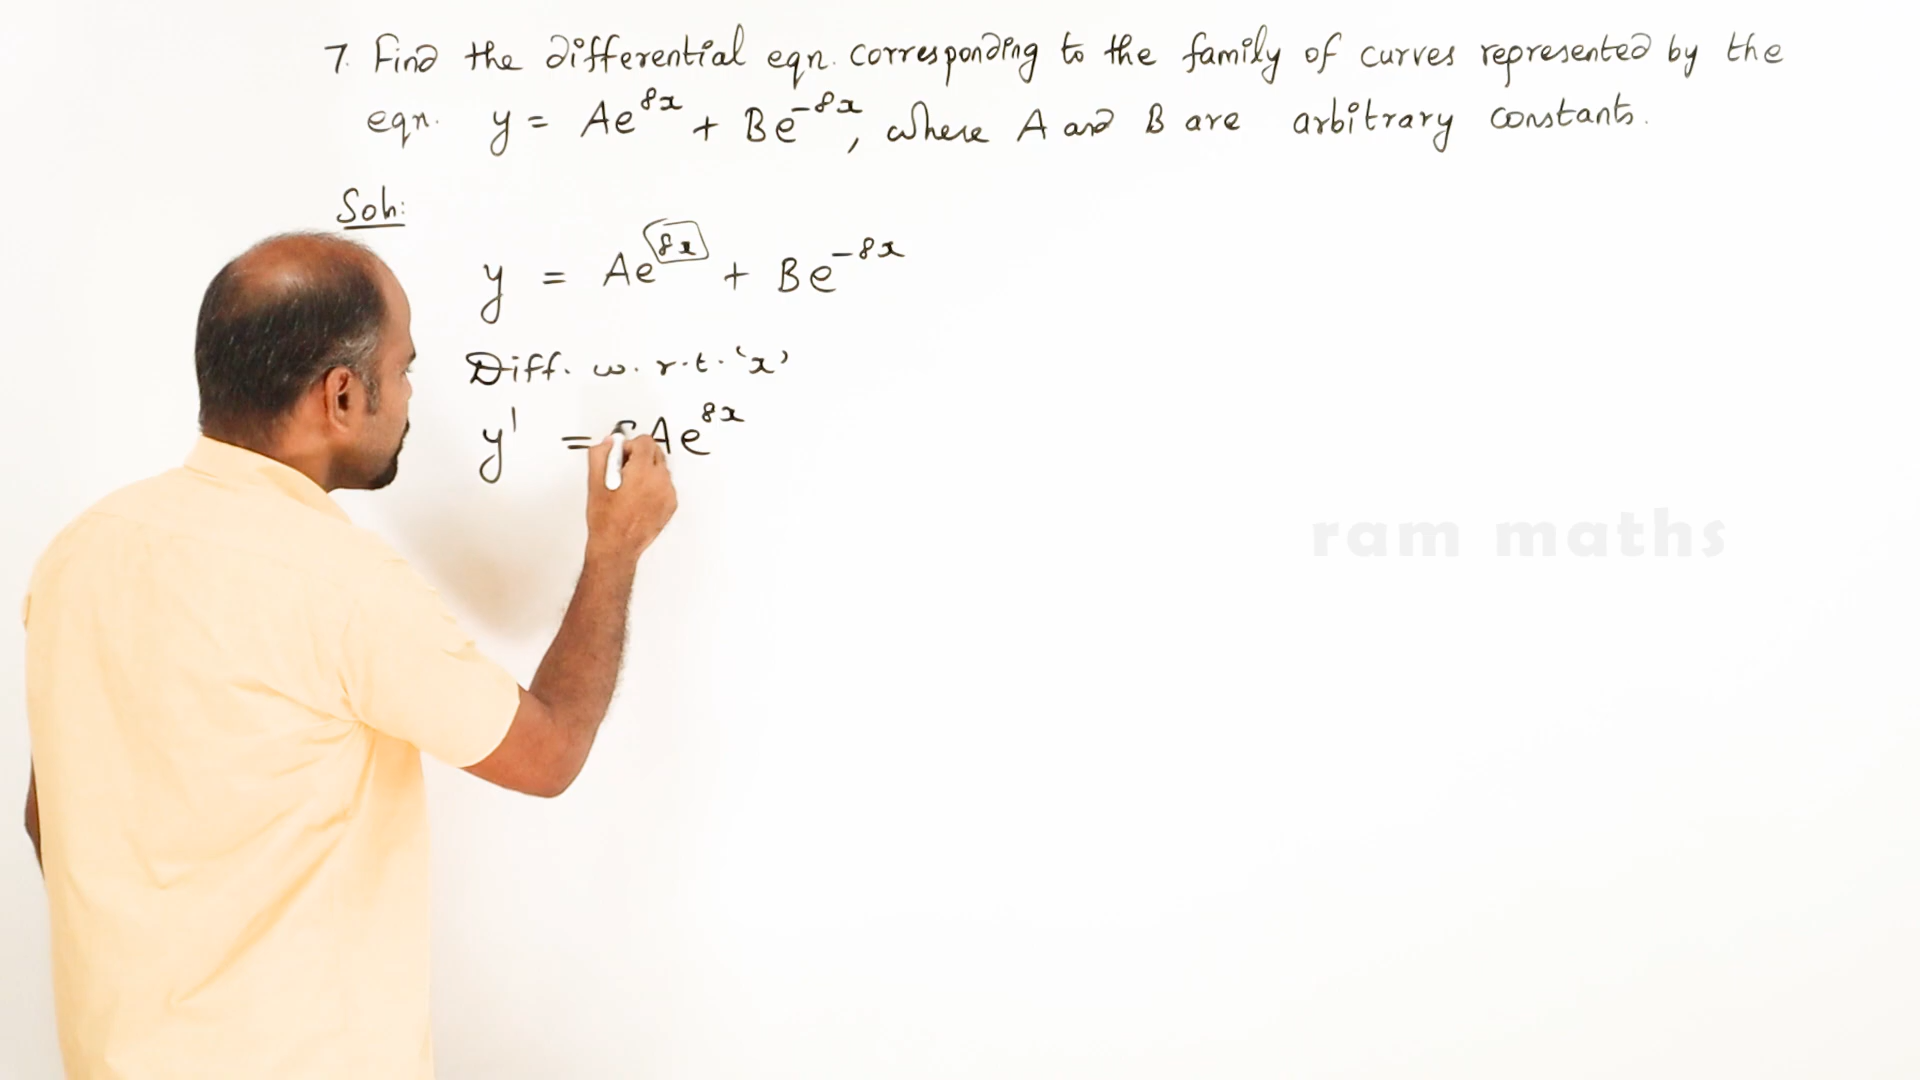 7. Find the differential eqn. corresponding to the family of curves represented by the
eqn. y = Ae^{8x} + Be^{-8x}, where A and B are arbitrary constants.
Soln:
y = Ae^{8x} + Be^{-8x}
Diff. w.r.t. 'x'
y' = Ae^{8x}
ram maths